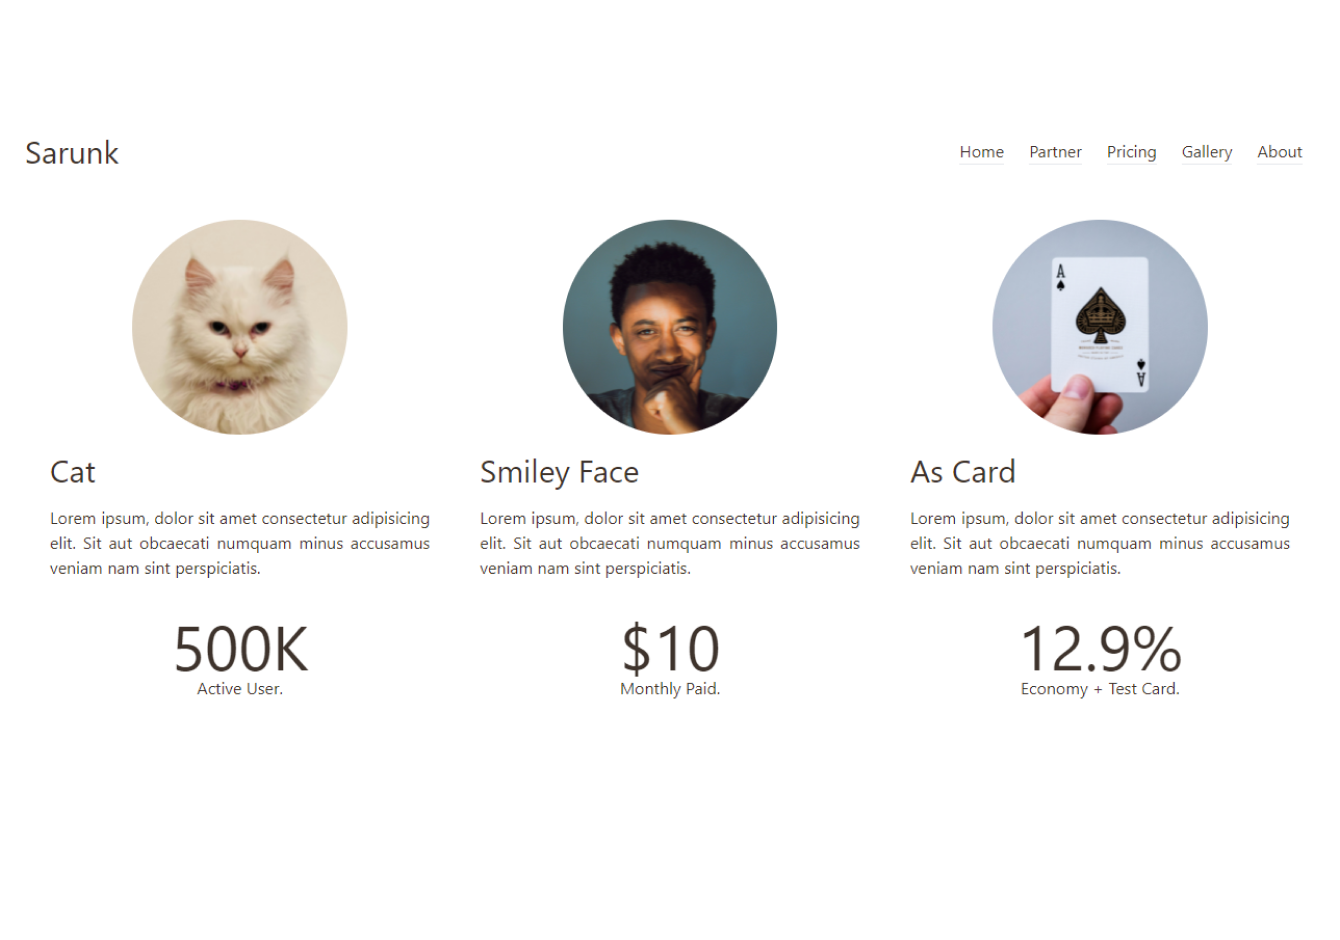 Sarunk
Home Partner Pricing Gallery About
A
A
Cat
Lorem ipsum, dolor sit amet consectetur adipisicing
elit. Sit aut obcaecati numquam minus accusamus
veniam nam sint perspiciatis.
500K
Active User.
Smiley Face
Lorem ipsum, dolor sit amet consectetur adipisicing
elit. Sit aut obcaecati numquam minus accusamus
veniam nam sint perspiciatis.
$10
Monthly Paid.
As Card
Lorem ipsum, dolor sit amet consectetur adipisicing
elit. Sit aut obcaecati numquam minus accusamus
veniam nam sint perspiciatis.
12.9%
Economy + Test Card.